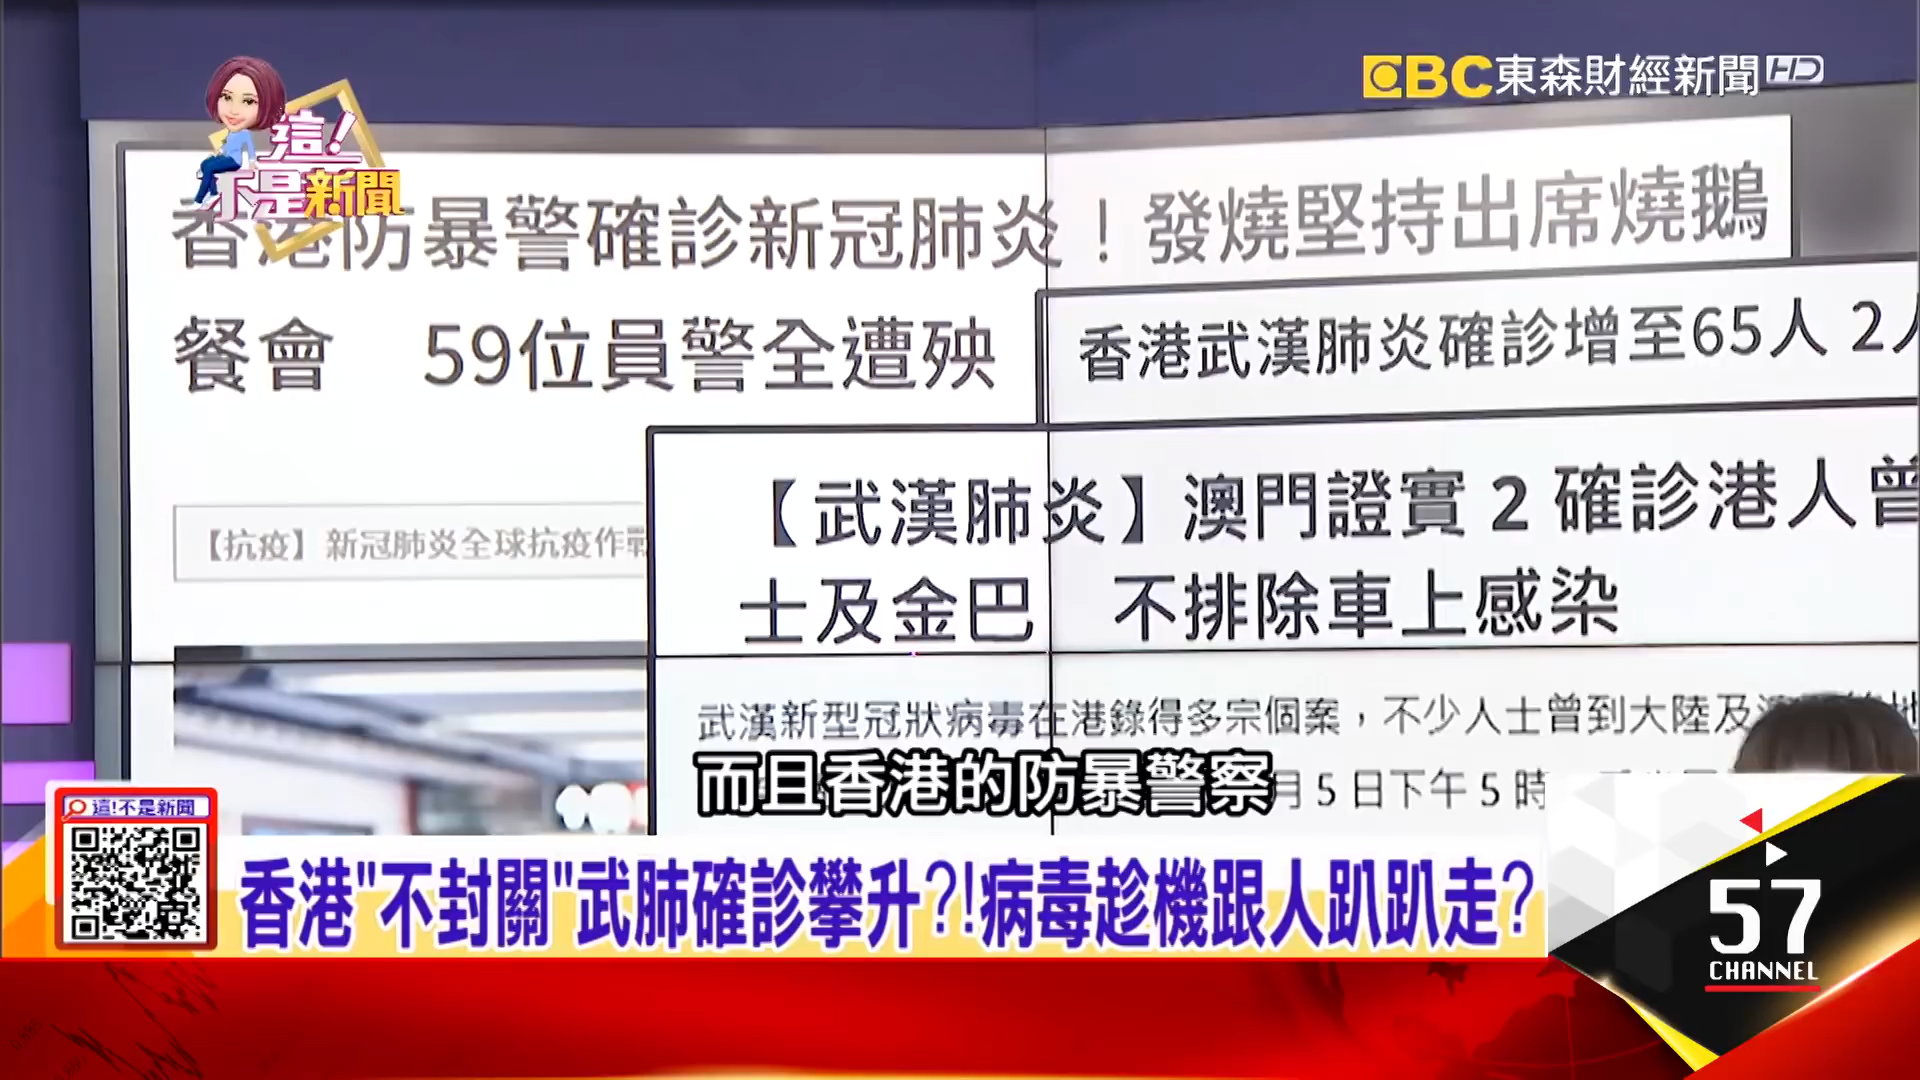 EBC東森財經新聞HD
這!
不是新聞
香港防暴警確診新冠肺炎！發燒堅持出席燒鵝
餐會 59位員警全遭殃
香港武漢肺炎確診增至65人 2人
【武漢肺炎】澳門證實2確診港人曾
士及金巴 不排除車上感染
【抗疫】新冠肺炎全球抗疫作戰
武漢新型冠狀病毒在港錄得多宗個案，不少人士曾到大陸及澳
月5日下午5時
而且香港的防暴警察
這!不是新聞
香港"不封關"武肺確診攀升?!病毒趁機跟人趴趴走?
57
CHANNEL